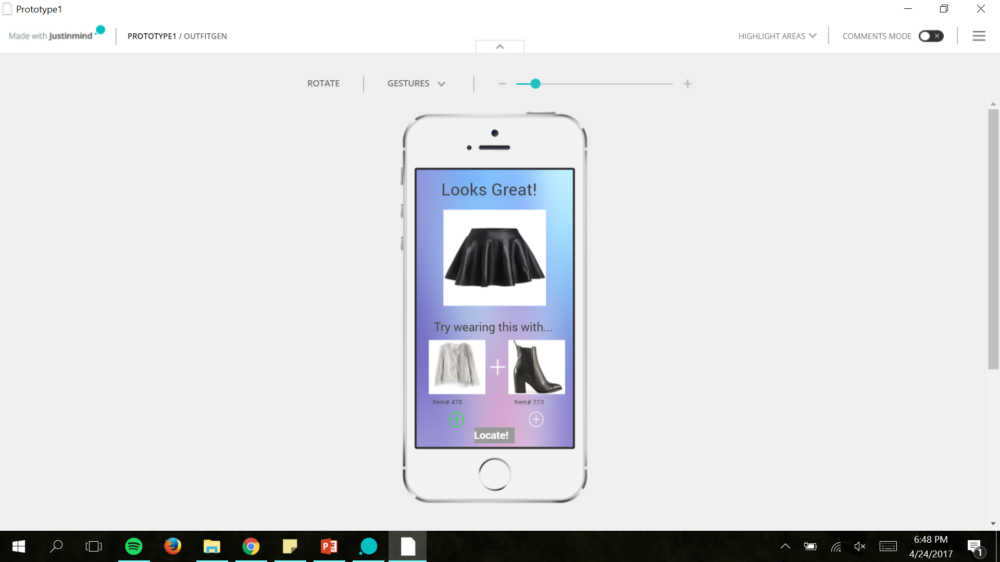 Prototype1
Made with Justinmind
PROTOTYPE1 / OUTFITGEN
HIGHLIGHT AREAS
COMMENTS MODE
ROTATE
GESTURES
Looks Great!
Try wearing this with...
Item# 478
Item# 223
Locate!
6:48 PM
4/24/2017
1